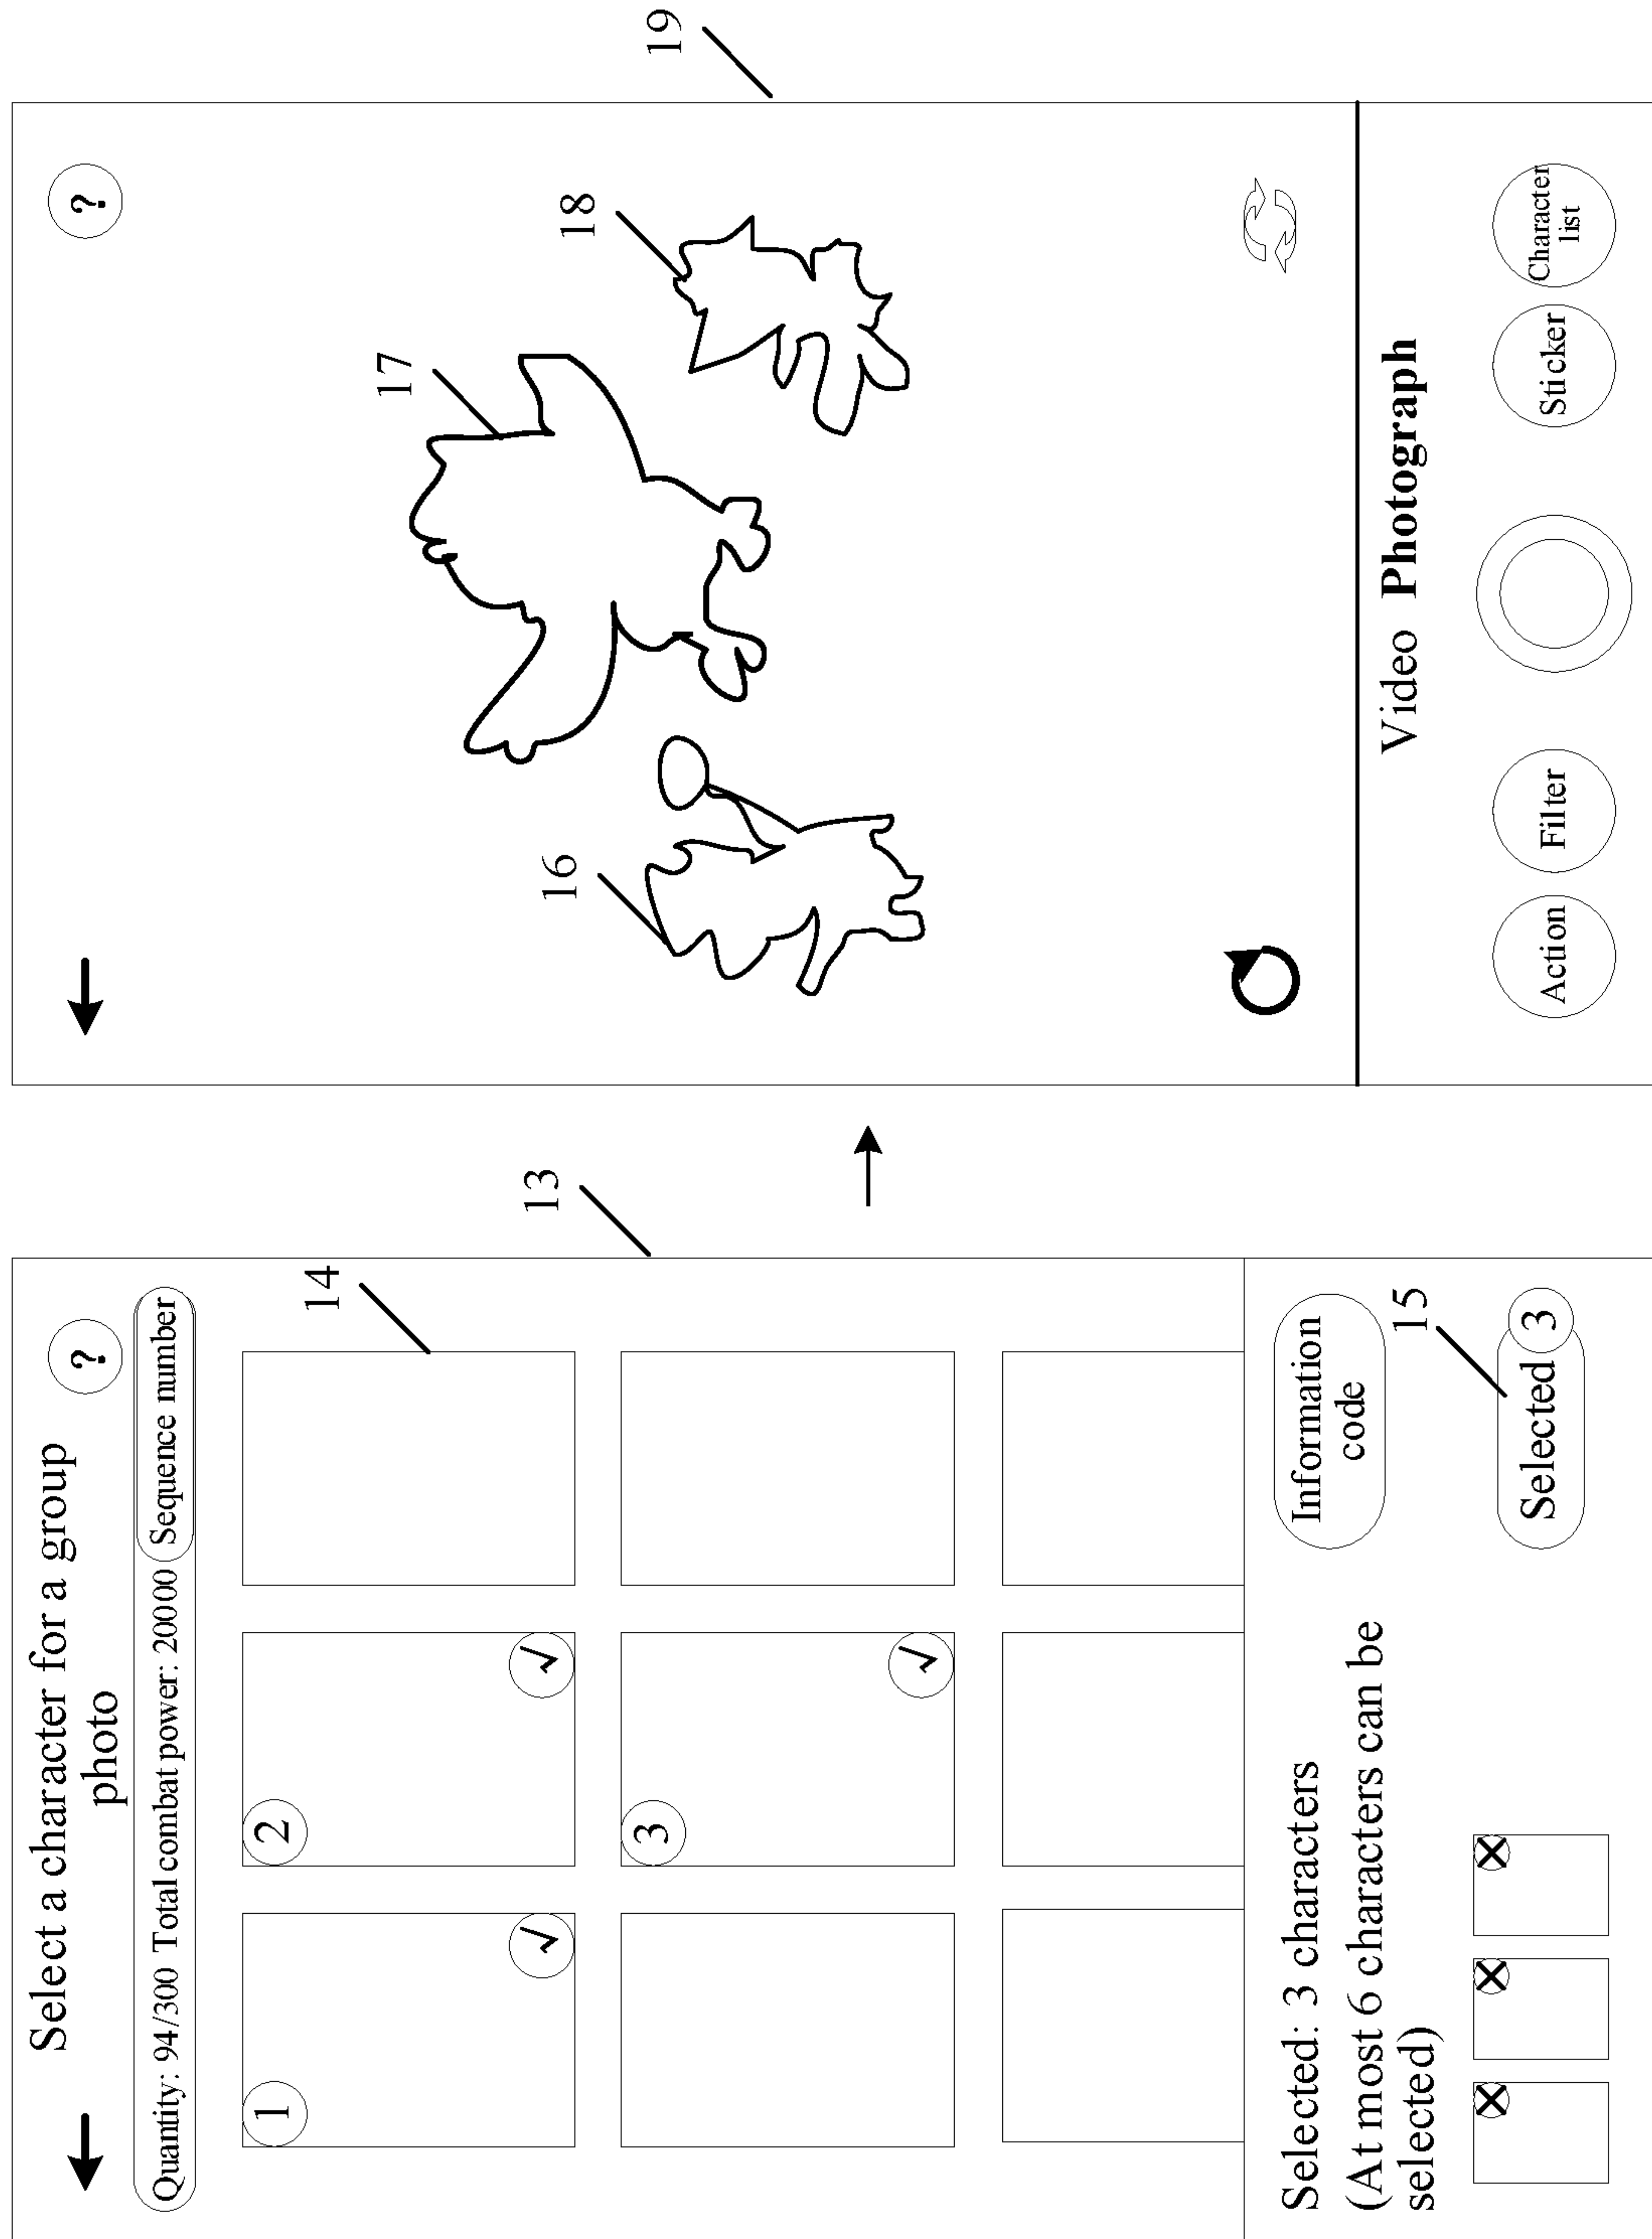 Select a character for a group
photo
?
Quantity: 94/300 Total combat power: 20000 Sequence number
14
1
√
2
√
3
√
13
Selected: 3 characters
(At most 6 characters can be
selected)
Information
code
15
Selected 3
?
16
17
18
19
Video Photograph
Action
Filter
Sticker
Character
list